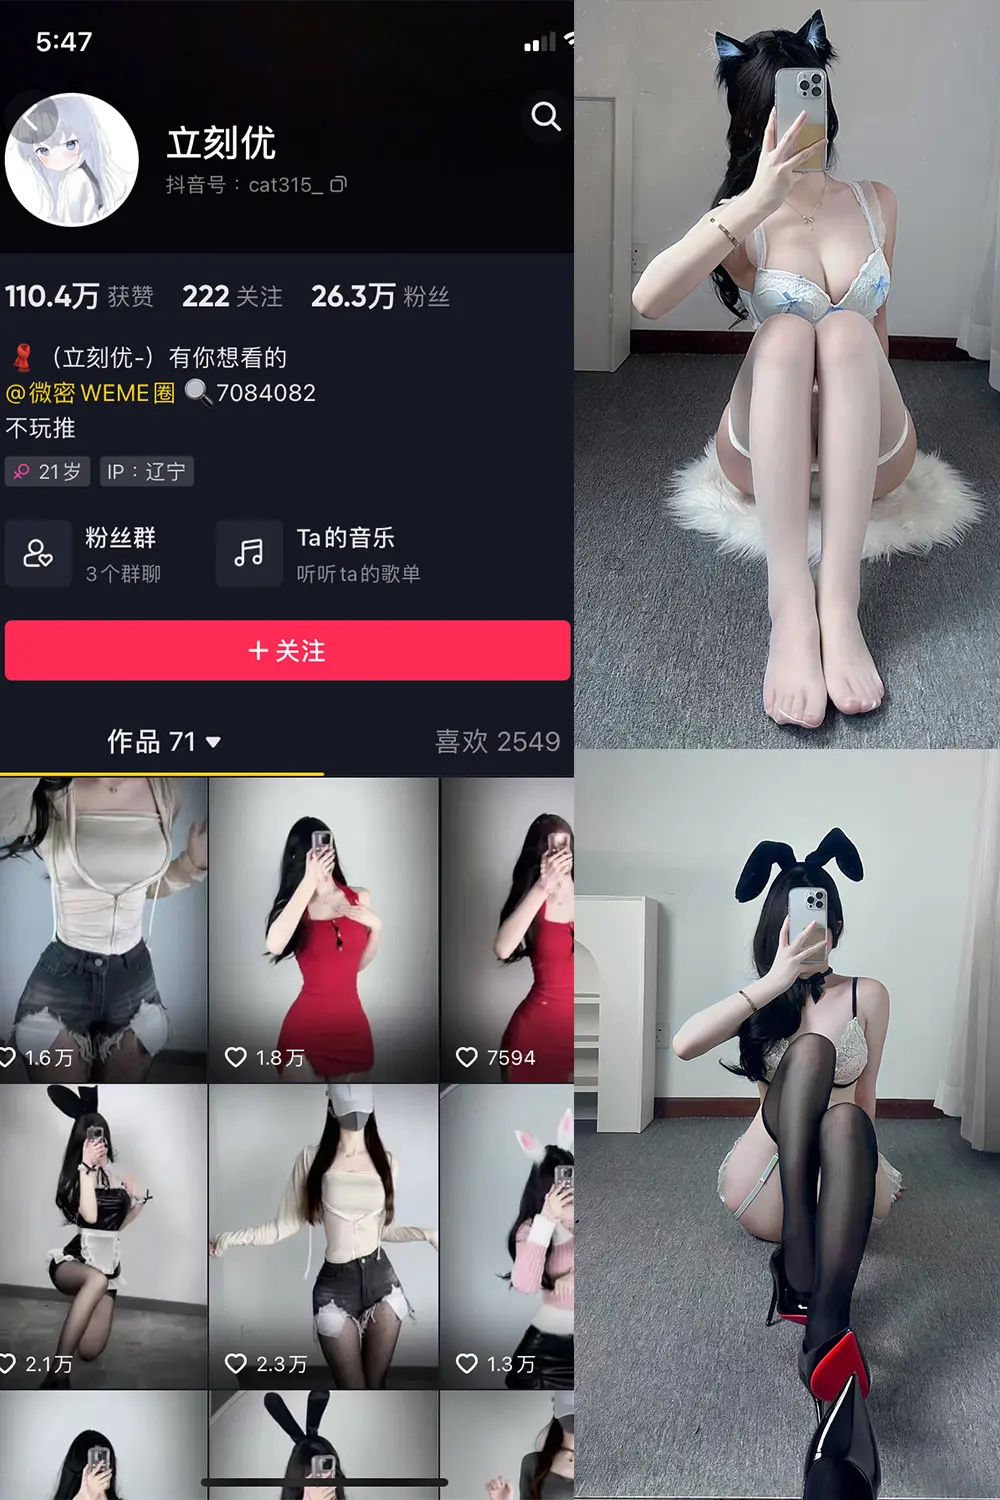 5:47
立刻优
抖音号：cat315_
110.4万 获赞 222 关注 26.3万 粉丝
（立刻优-）有你想看的
@微密WEME圈 7084082
不玩推
21岁 IP：辽宁
粉丝群
3个群聊
Ta的音乐
听听ta的歌单
+ 关注
作品 71
喜欢 2549
1.6万
1.8万
7594
2.1万
2.3万
1.3万